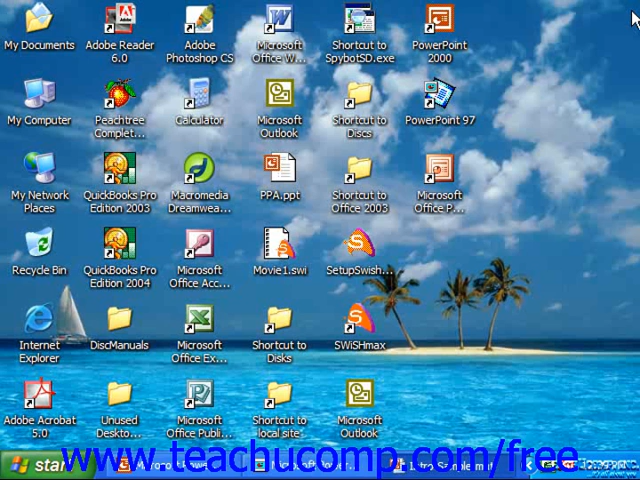 My Documents
Adobe Reader
6.0
Adobe
Photoshop CS
Microsoft
Office W...
Shortcut to
SpybotSD.exe
PowerPoint
2000
My Computer
Peachtree
Complet...
Calculator
Microsoft
Outlook
Shortcut to
Discs
PowerPoint 97
My Network
Places
QuickBooks Pro
Edition 2003
Macromedia
Dreamwea...
PPA.ppt
Shortcut to
Office 2003
Microsoft
Office P...
Recycle Bin
QuickBooks Pro
Edition 2004
Microsoft
Office Acc...
Movie1.swi
SetupSwish...
Internet
Explorer
DiscManuals
Microsoft
Office Ex...
Shortcut to
Disks
SWiSHmax
Adobe Acrobat
5.0
Unused
Deskto...
Microsoft
Office Publi...
Shortcut to
local site
Microsoft
Outlook
www.teachucomp.com/free
start